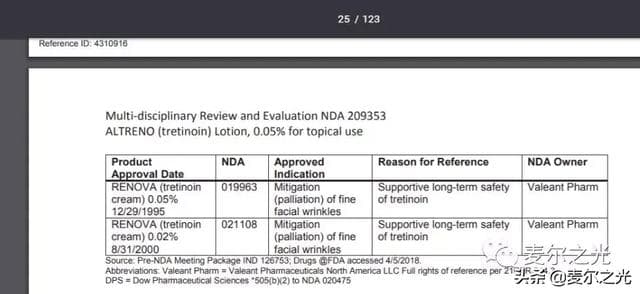 25 / 123
Reference ID: 4310916
Multi-disciplinary Review and Evaluation NDA 209353
ALTRENO (tretinoin) Lotion, 0.05% for topical use
Product Approval Date NDA Approved Indication Reason for Reference NDA Owner
RENOVA (tretinoin cream) 0.05% 12/29/1995 019963 Mitigation (palliation) of fine facial wrinkles Supportive long-term safety of tretinoin Valeant Pharm
RENOVA (tretinoin cream) 0.02% 8/31/2000 021108 Mitigation (palliation) of fine facial wrinkles Supportive long-term safety of tretinoin Valeant Pharm
Source: Pre-NDA Meeting Package IND 126753; Drugs @FDA accessed 4/5/2018.
Abbreviations: Valeant Pharm = Valeant Pharmaceuticals North America LLC Full rights of reference per
DPS = Dow Pharmaceutical Sciences *505(b)(2) to NDA 020475
麦尔之光
头条@麦尔之光